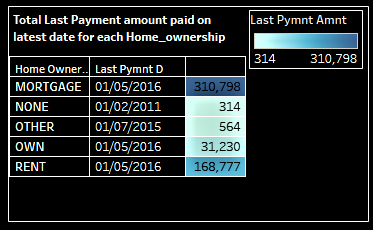 Total Last Payment amount paid on
latest date for each Home_ownership
Home Owner.. Last Pymnt D
MORTGAGE 01/05/2016 310,798
NONE 01/02/2011 314
OTHER 01/07/2015 564
OWN 01/05/2016 31,230
RENT 01/05/2016 168,777
Last Pymnt Amnt
314 310,798